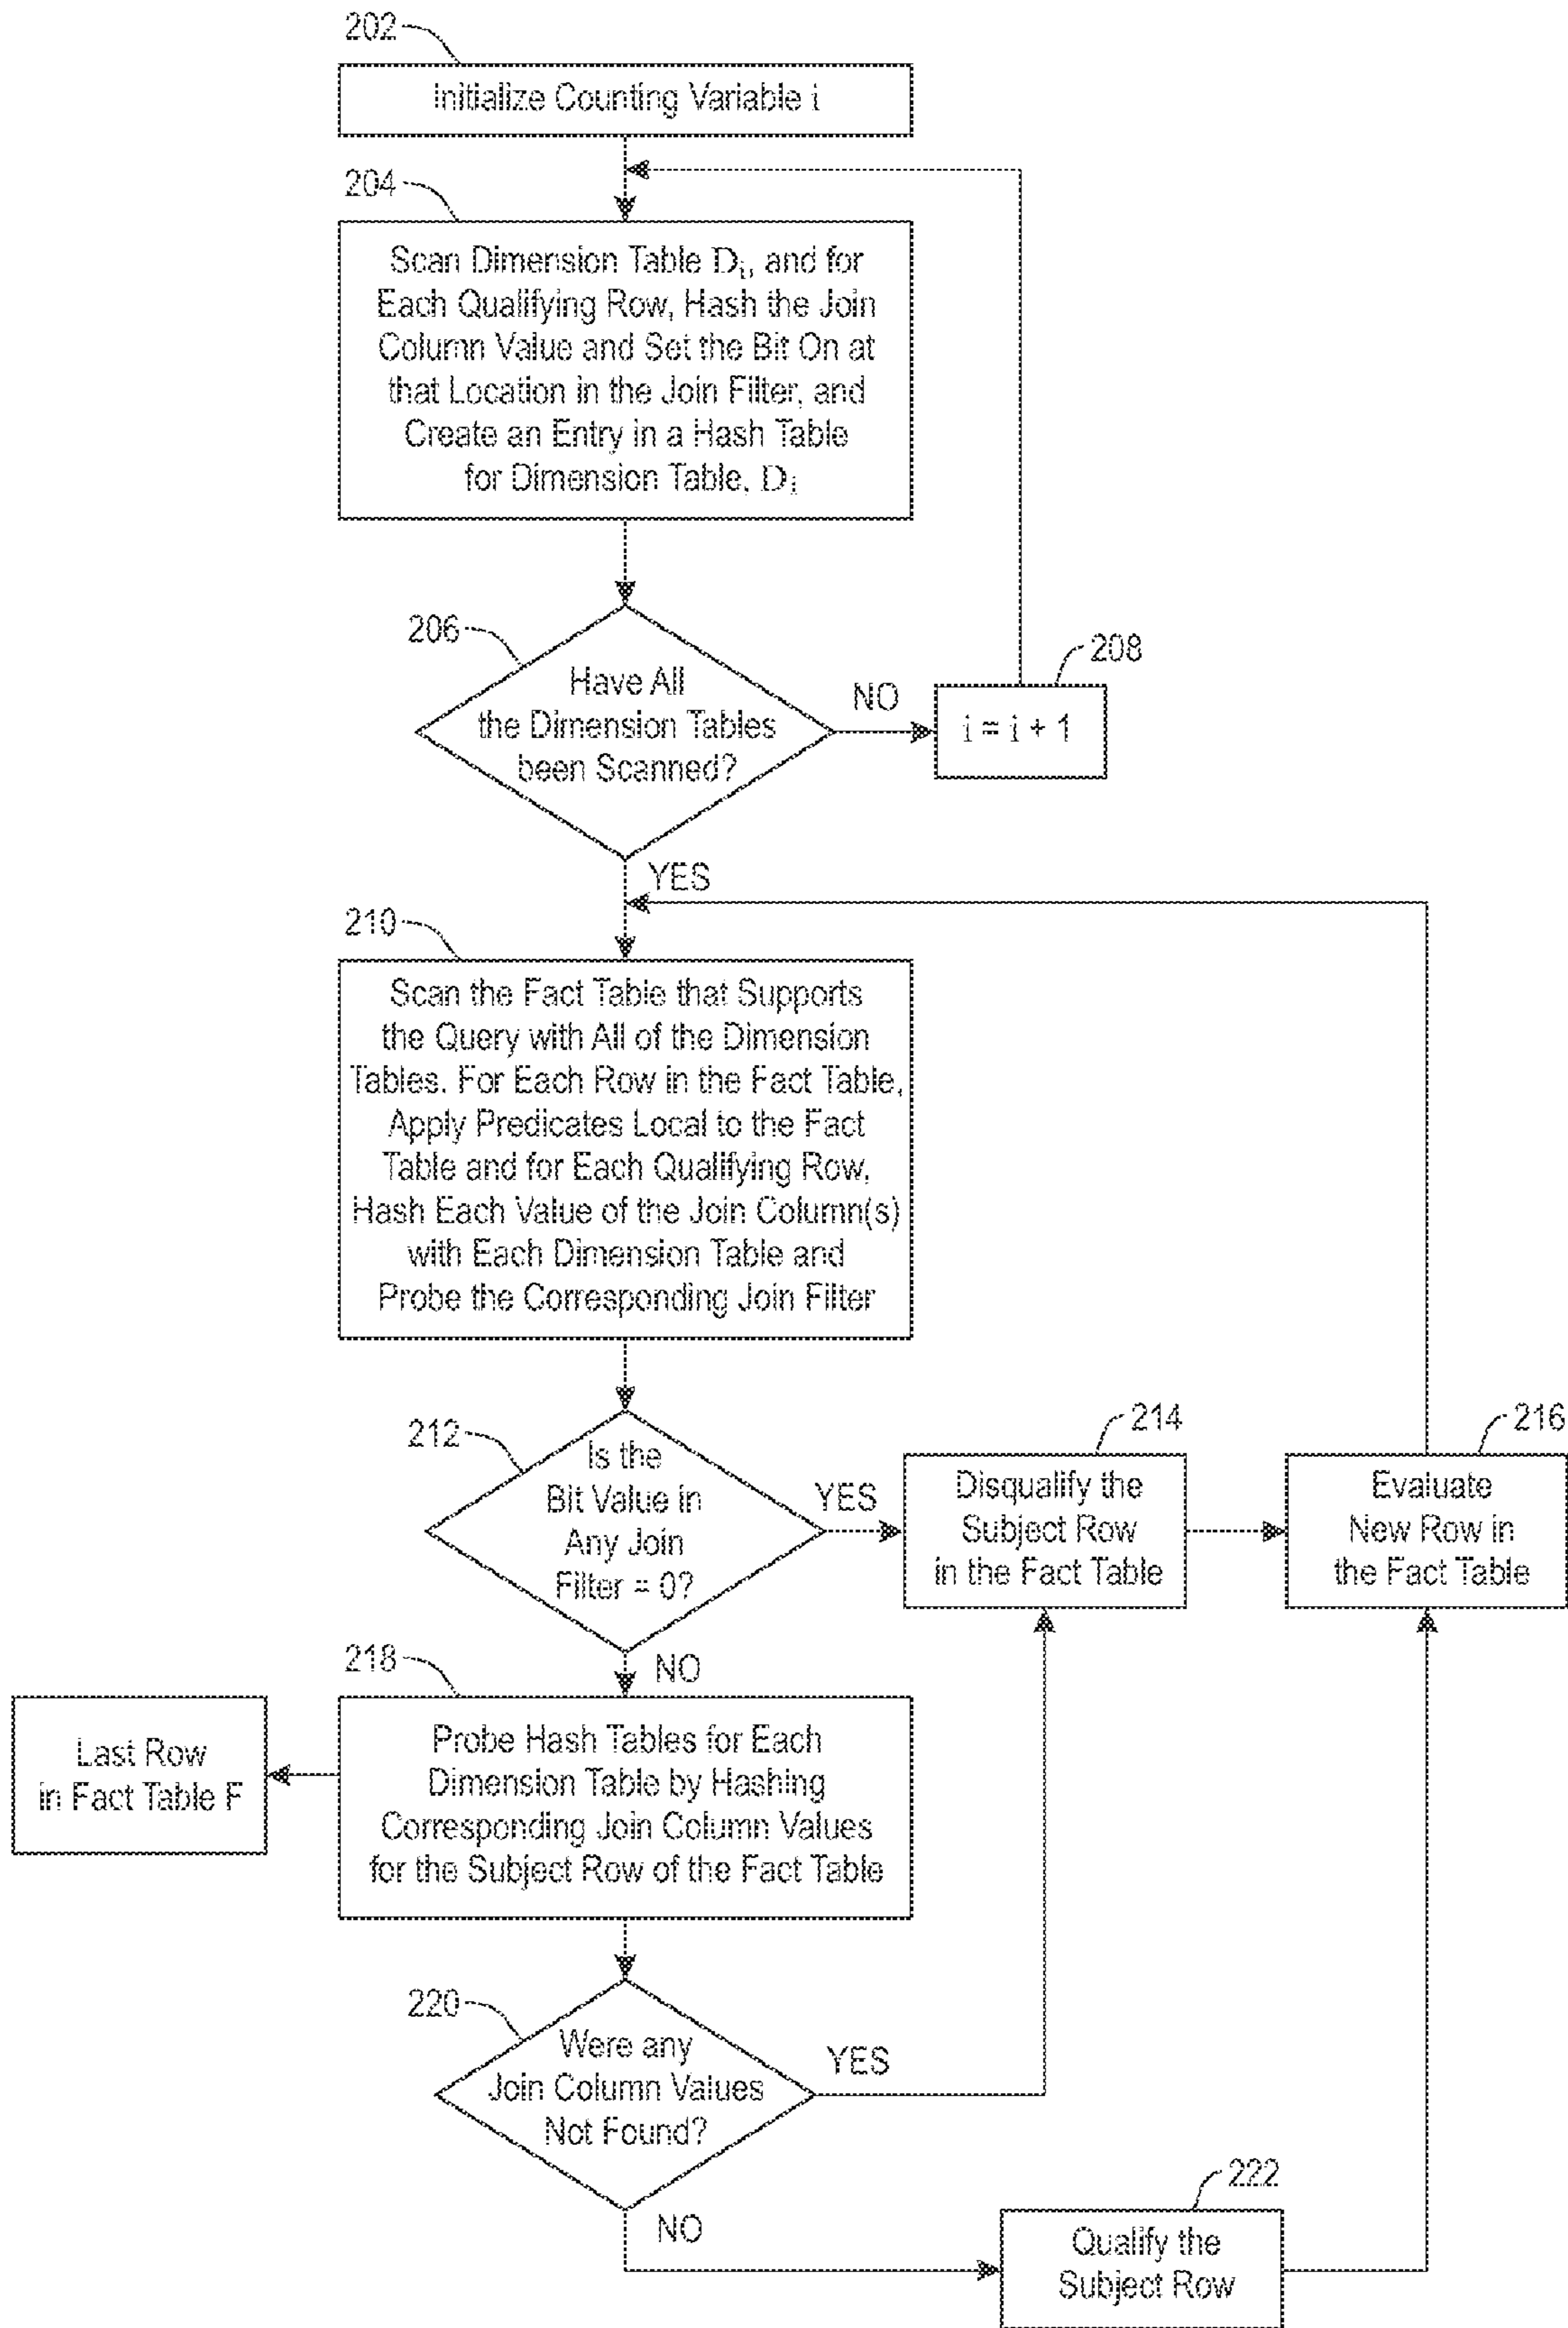 202
Initialize Counting Variable i
204
Scan Dimension Table Di, and for
Each Qualifying Row, Hash the Join
Column Value and Set the Bit On at
that Location in the Join Filter, and
Create an Entry in a Hash Table
for Dimension Table, Di
206
Have All
the Dimension Tables
been Scanned?
NO
208
i = i + 1
YES
210
Scan the Fact Table that Supports
the Query with All of the Dimension
Tables. For Each Row in the Fact Table,
Apply Predicates Local to the Fact
Table and for Each Qualifying Row,
Hash Each Value of the Join Column(s)
with Each Dimension Table and
Probe the Corresponding Join Filter
212
Is the
Bit Value in
Any Join
Filter = 0?
YES
214
Disqualify the
Subject Row
in the Fact Table
216
Evaluate
New Row in
the Fact Table
NO
218
Probe Hash Tables for Each
Dimension Table by Hashing
Corresponding Join Column Values
for the Subject Row of the Fact Table
Last Row
in Fact Table F
220
Were any
Join Column Values
Not Found?
YES
NO
222
Qualify the
Subject Row